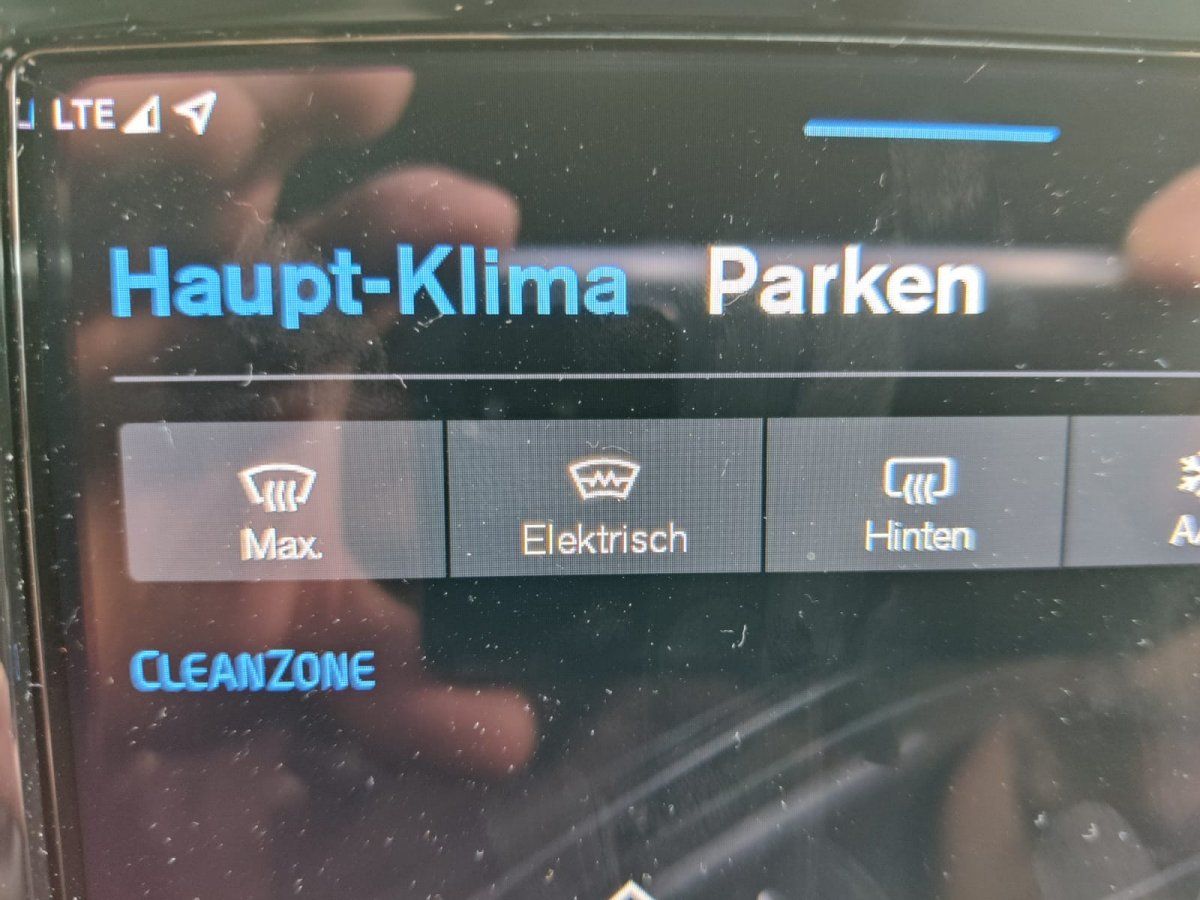 LTE
Haupt-Klima Parken
Max. Elektrisch Hinten
CLEANZONE